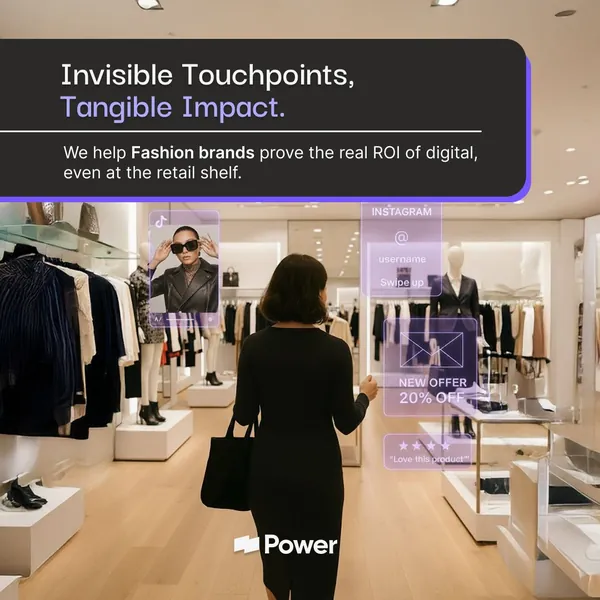 Invisible Touchpoints,
Tangible Impact.
We help Fashion brands prove the real ROI of digital,
even at the retail shelf.
INSTAGRAM
@
username
Swipe up
NEW OFFER
20% OFF
"Love this product"
Power